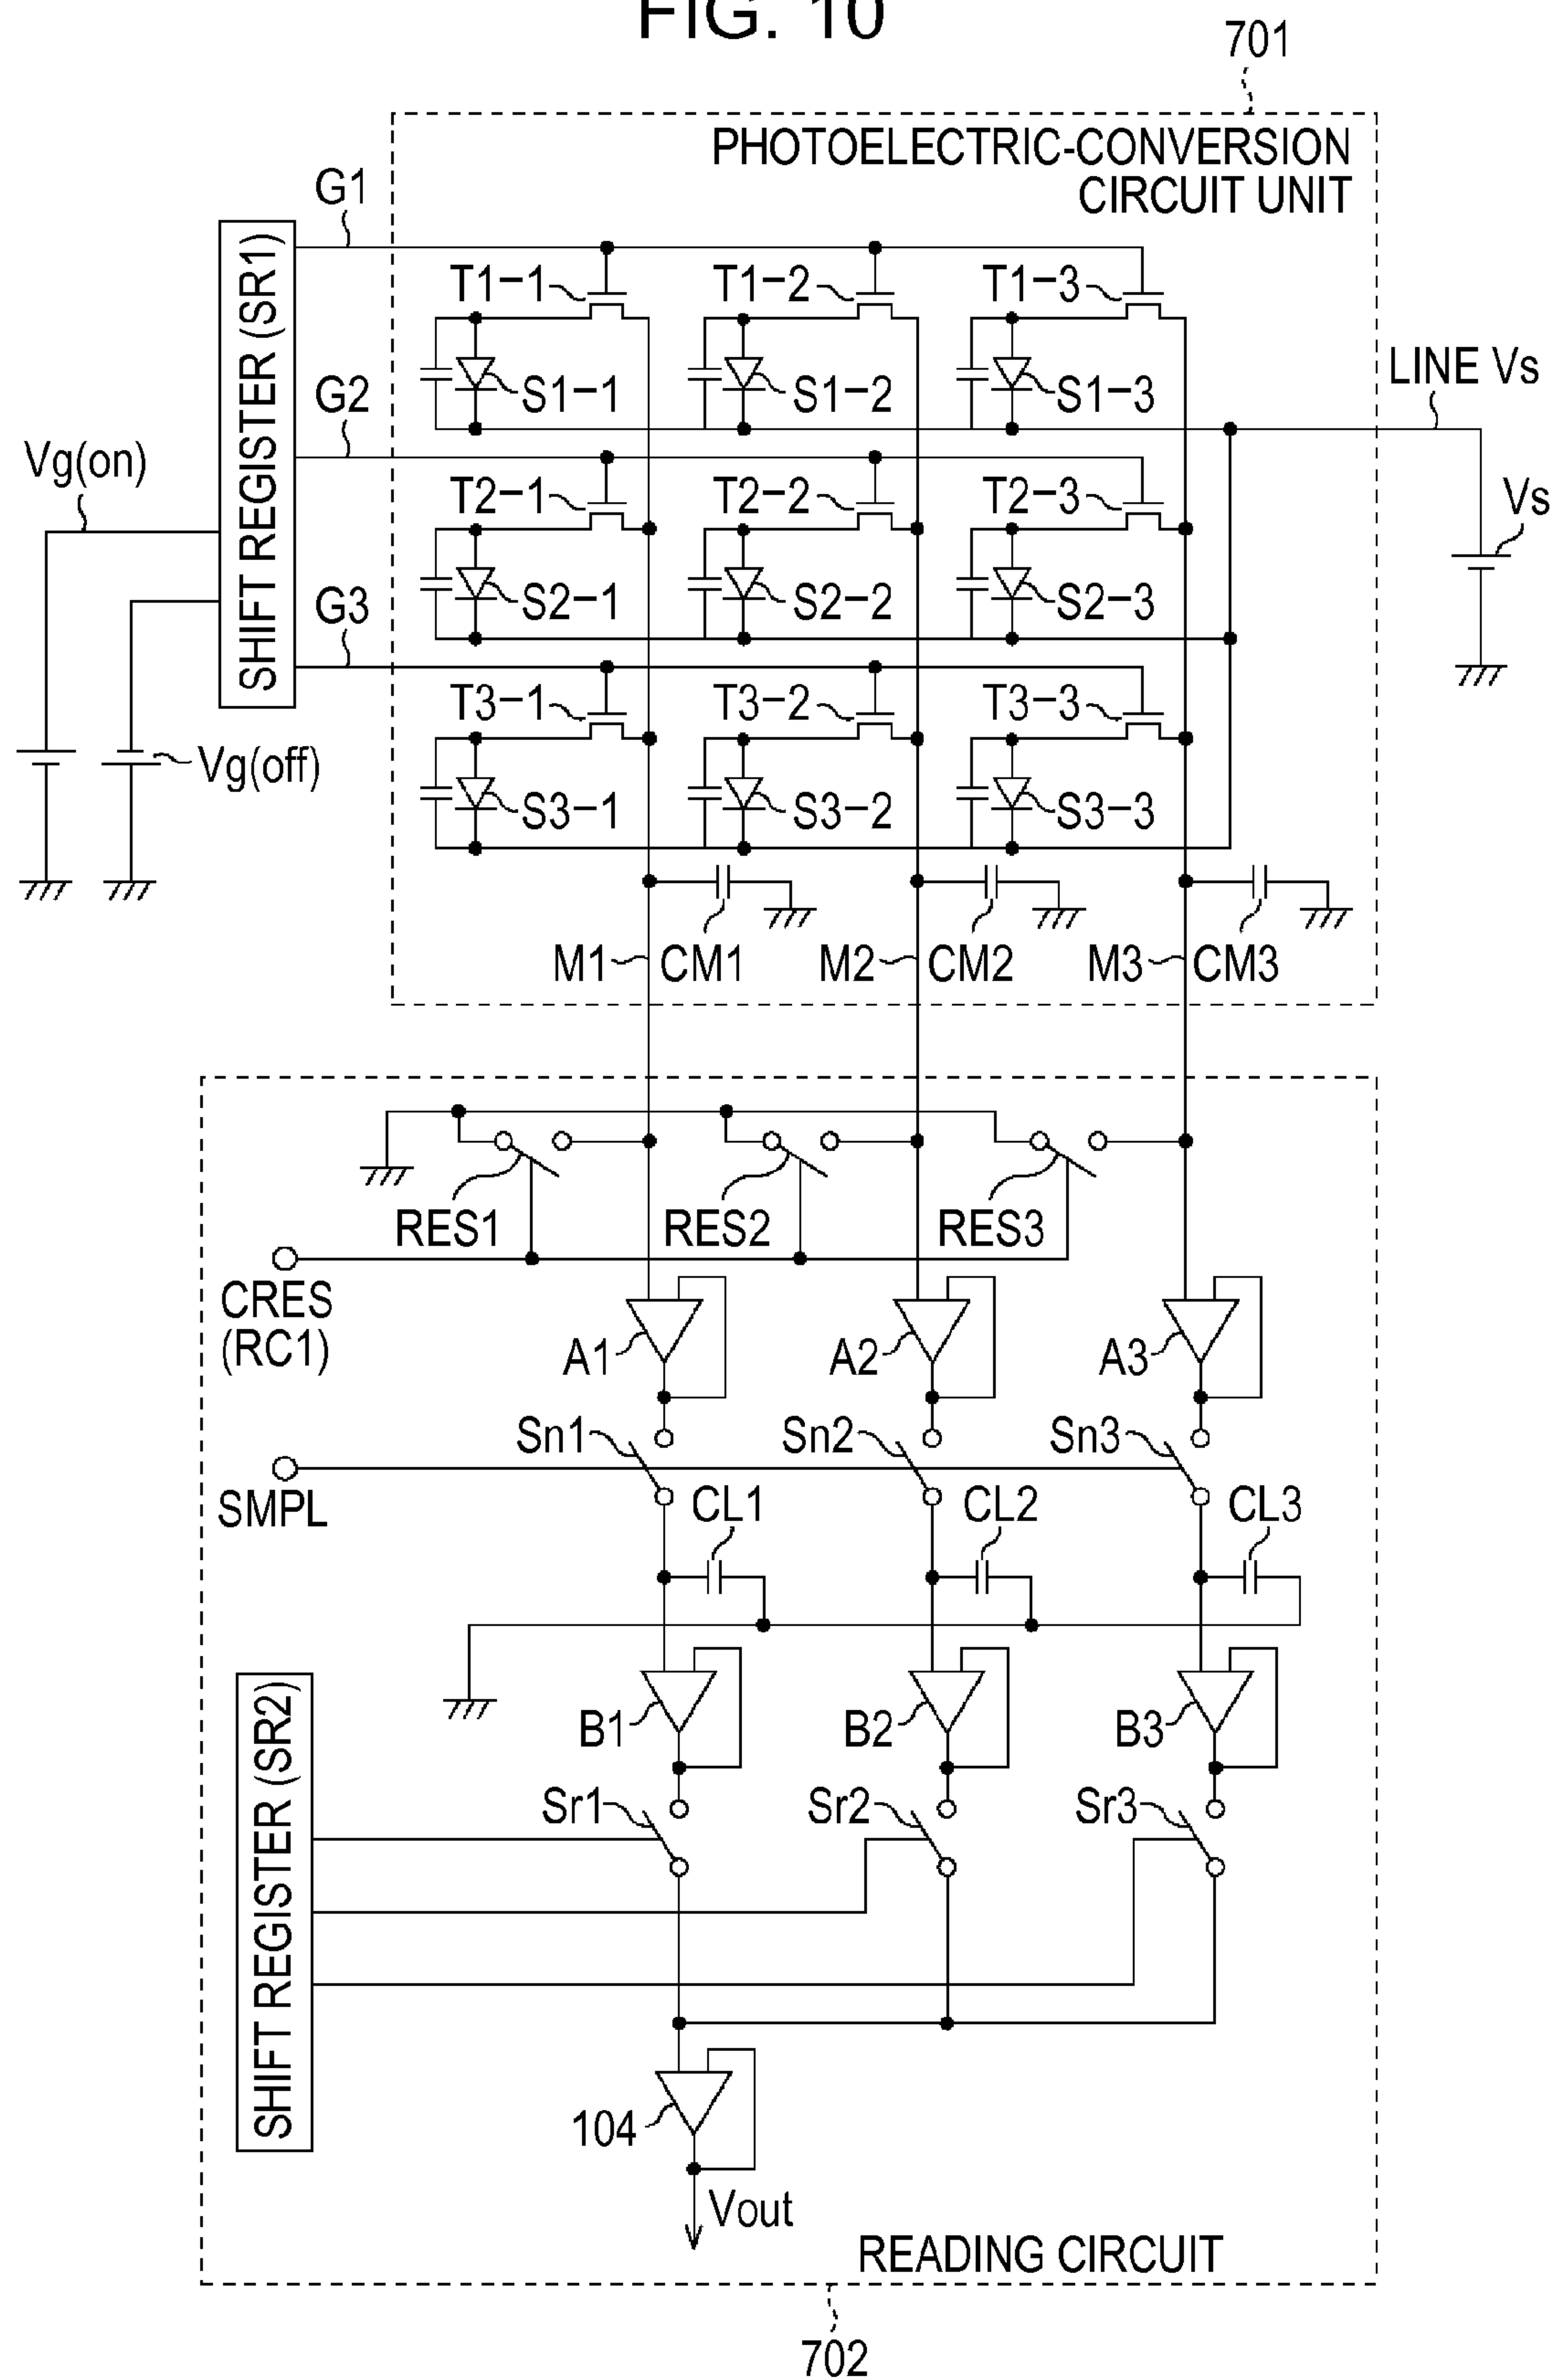 FIG. 10
701
PHOTOELECTRIC-CONVERSION
CIRCUIT UNIT
G1
SHIFT REGISTER (SR1)
T1-1
T1-2
T1-3
S1-1
S1-2
S1-3
LINE Vs
G2
Vg(on)
T2-1
T2-2
T2-3
Vs
S2-1
S2-2
S2-3
G3
T3-1
T3-2
T3-3
Vg(off)
S3-1
S3-2
S3-3
M1
CM1
M2
CM2
M3
CM3
RES1
RES2
RES3
CRES
(RC1)
A1
A2
A3
Sn1
Sn2
Sn3
SMPL
CL1
CL2
CL3
SHIFT REGISTER (SR2)
B1
B2
B3
Sr1
Sr2
Sr3
104
Vout
READING CIRCUIT
702